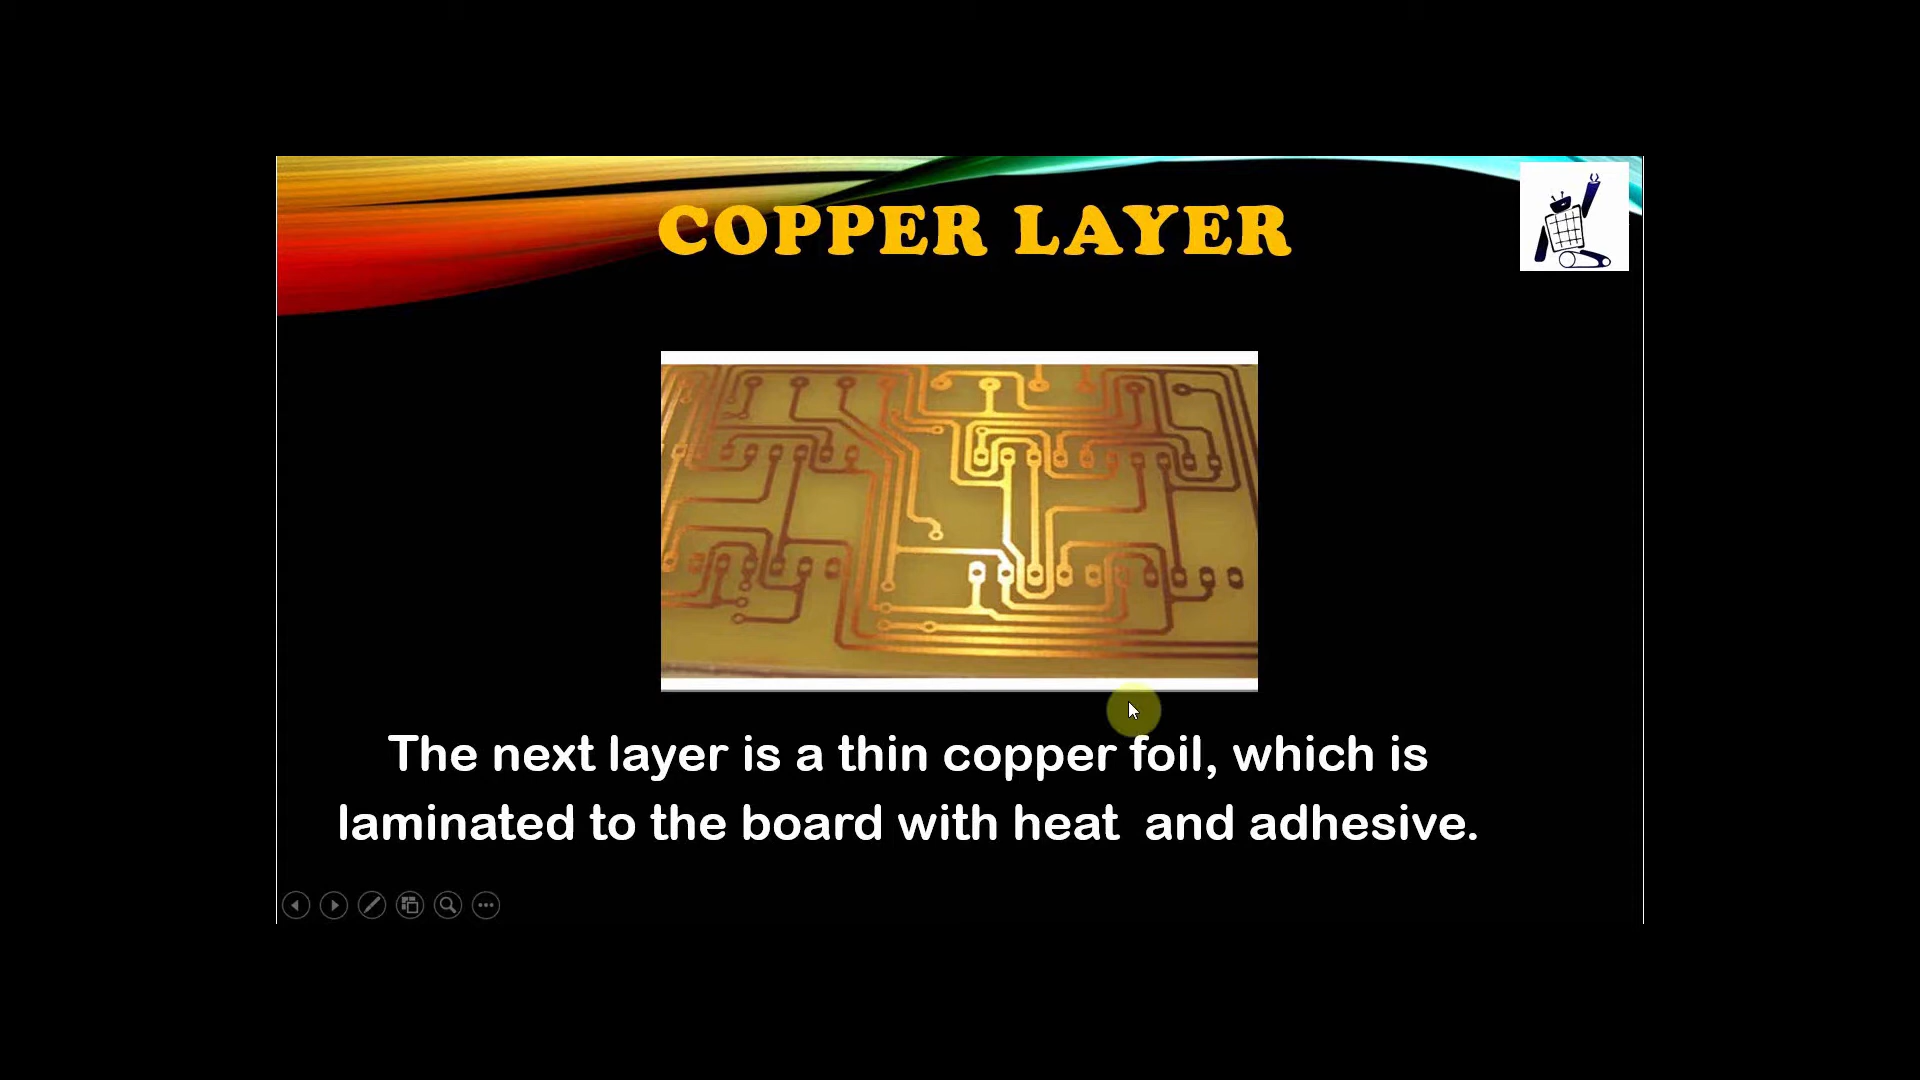 COPPER LAYER
The next layer is a thin copper foil, which is
laminated to the board with heat and adhesive.